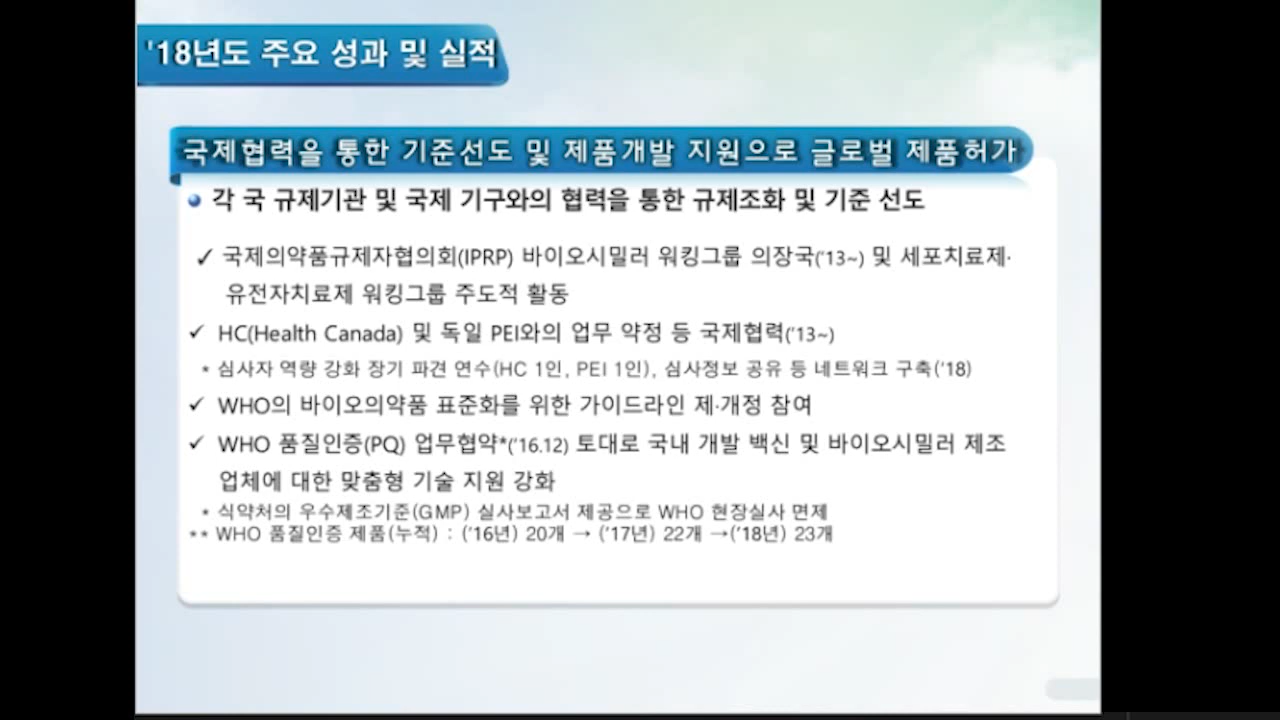 '18년도 주요 성과 및 실적
국제협력을 통한 기준선도 및 제품개발 지원으로 글로벌 제품허가
각 국 규제기관 및 국제 기구와의 협력을 통한 규제조화 및 기준 선도
✓ 국제의약품규제자협의회(IPRP) 바이오시밀러 워킹그룹 의장국('13~) 및 세포치료제·
유전자치료제 워킹그룹 주도적 활동
✓ HC(Health Canada) 및 독일 PEI와의 업무 약정 등 국제협력('13~)
* 심사자 역량 강화 장기 파견 연수(HC 1인, PEI 1인), 심사정보 공유 등 네트워크 구축('18)
✓ WHO의 바이오의약품 표준화를 위한 가이드라인 제·개정 참여
✓ WHO 품질인증(PQ) 업무협약*('16.12) 토대로 국내 개발 백신 및 바이오시밀러 제조
업체에 대한 맞춤형 기술 지원 강화
* 식약처의 우수제조기준(GMP) 실사보고서 제공으로 WHO 현장실사 면제
** WHO 품질인증 제품(누적) : ('16년) 20개 → ('17년) 22개 →('18년) 23개